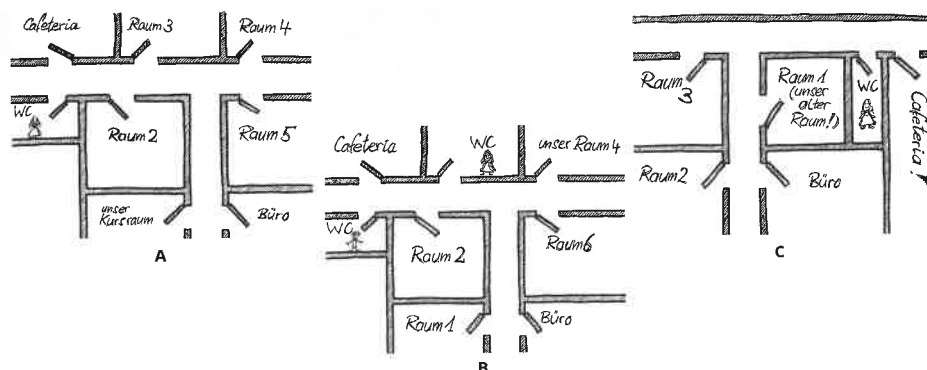 Cafeteria
Raum 3
Raum 4
WC
Raum 2
Raum 5
unser
Kursraum
Büro
A
Cafeteria
WC
unser Raum 4
WC
Raum 2
Raum 6
Raum 1
Büro
B
Raum
3
Raum 1
(unser
alter
Raum!)
WC
Cafeteria!
Raum 2
Büro
C